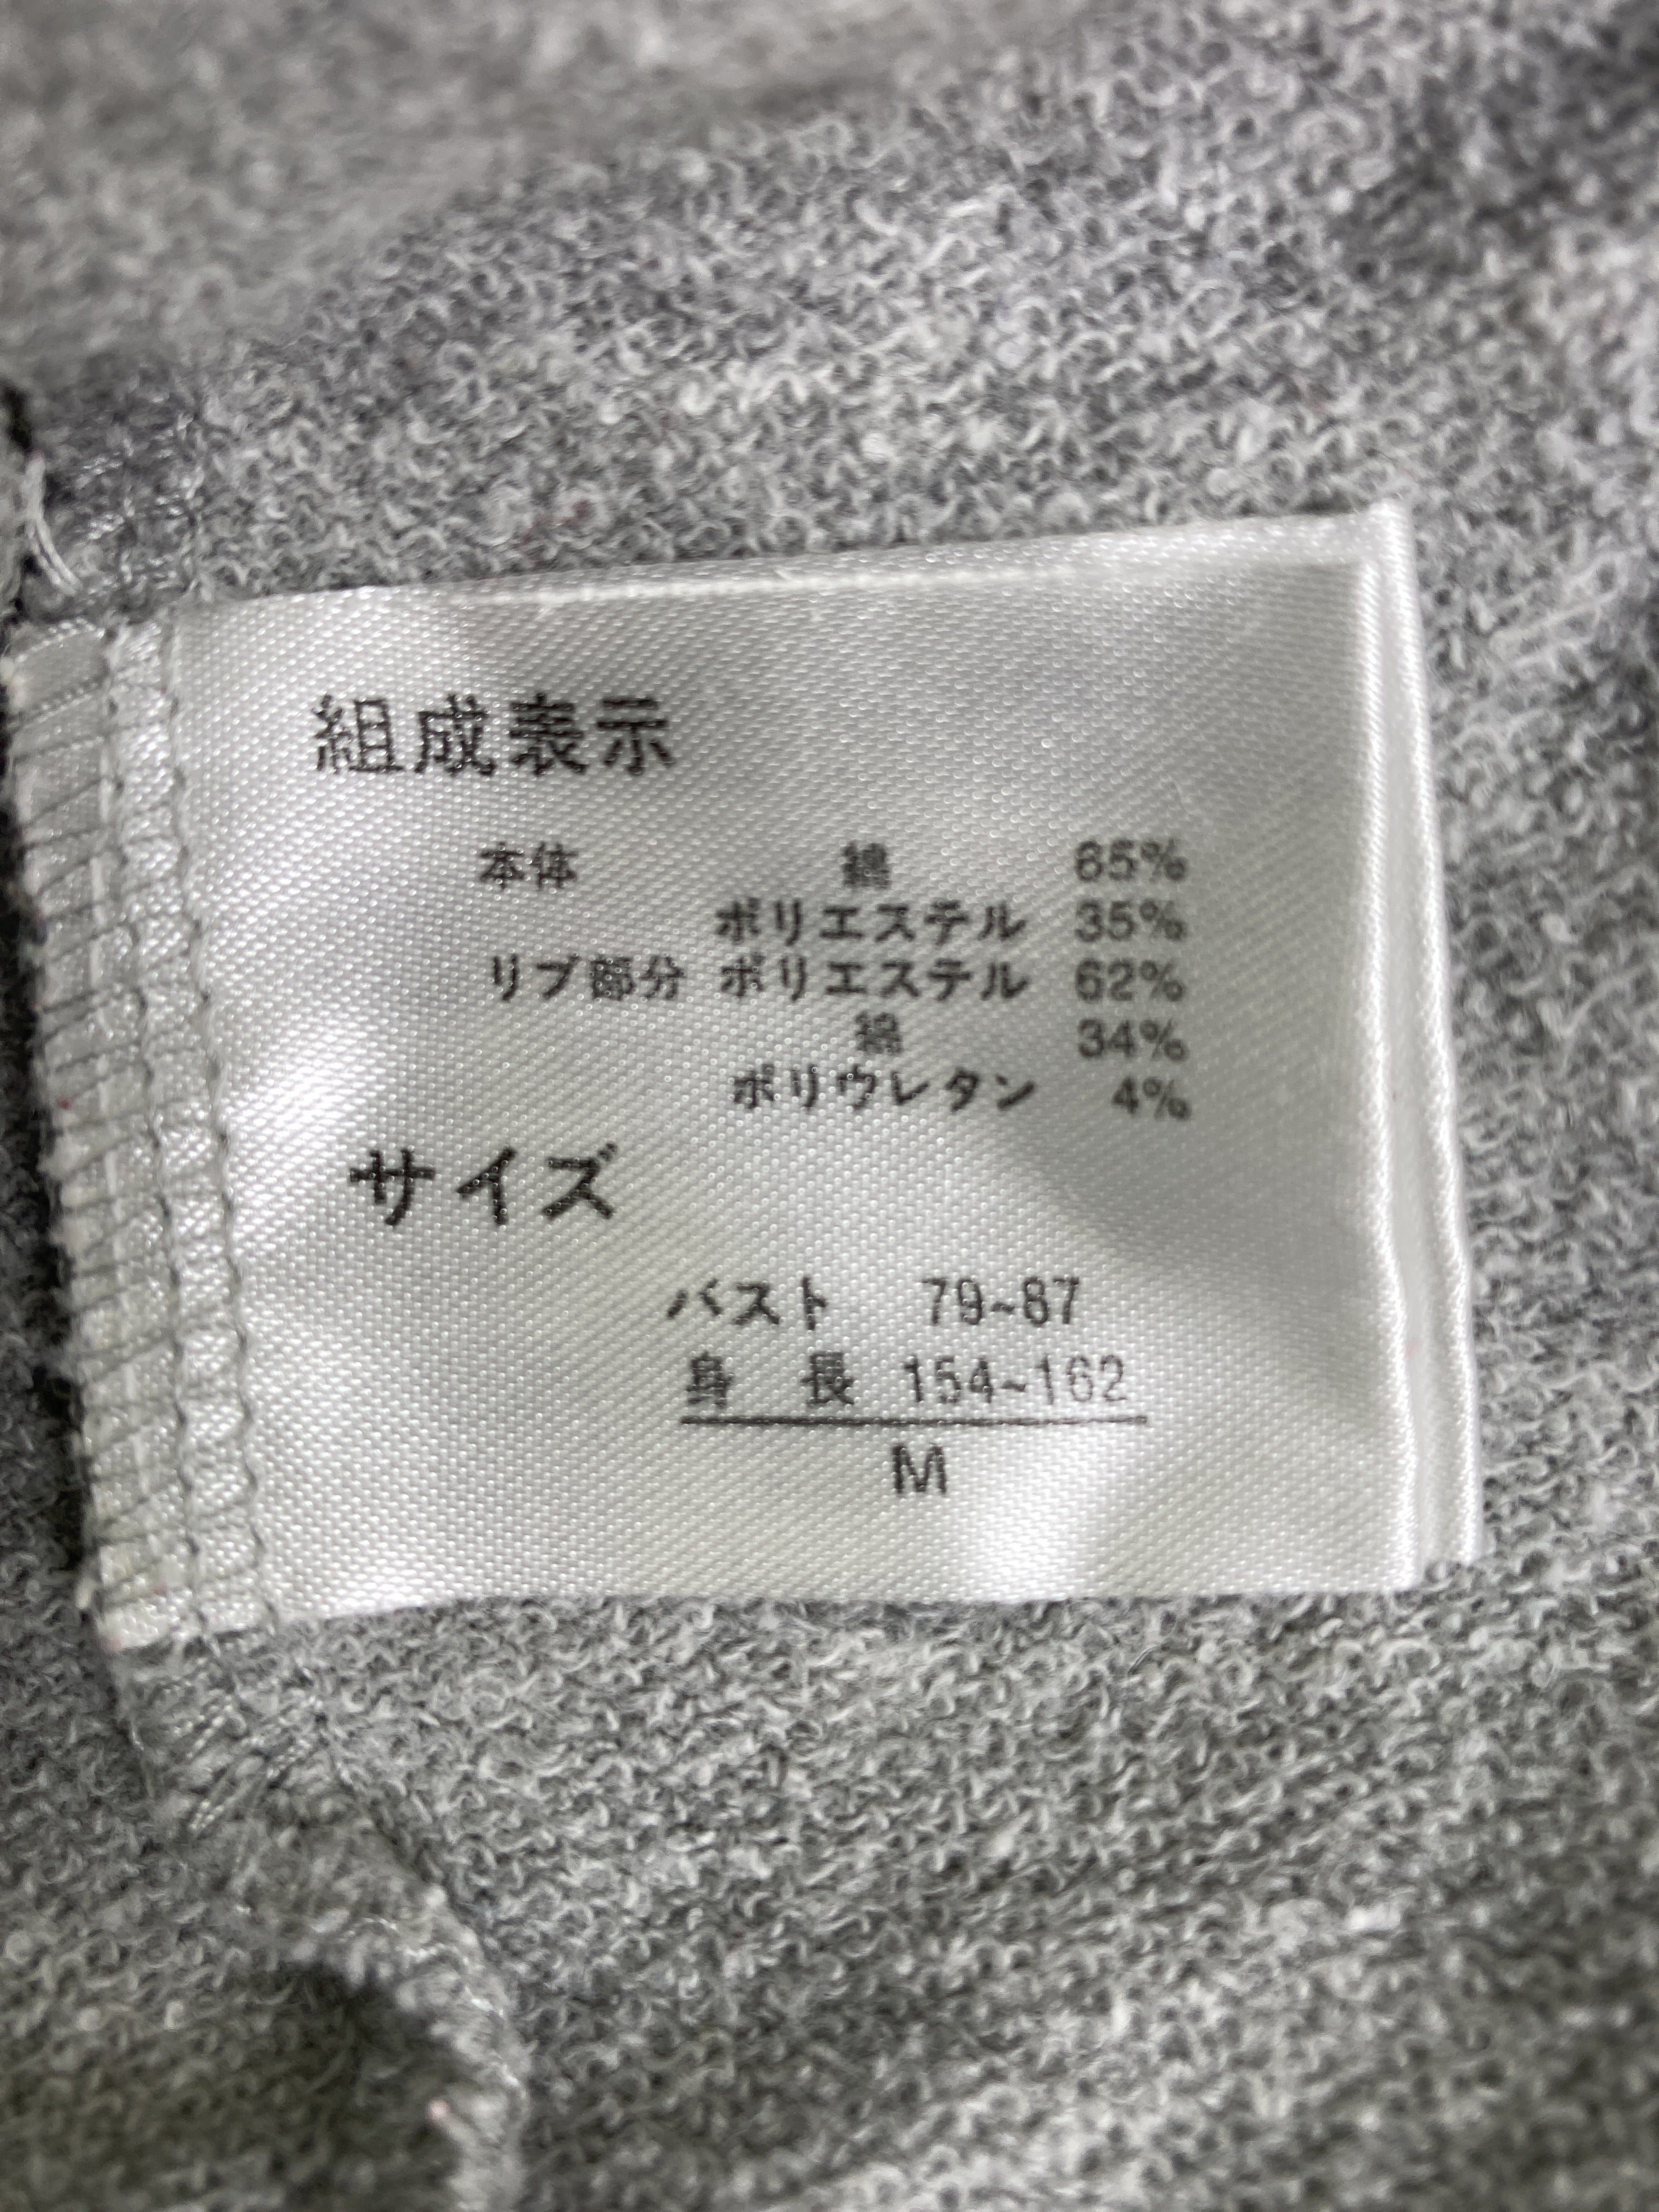 組成表示
本体 綿 65%
ポリエステル 35%
リブ部分 ポリエステル 62%
綿 34%
ポリウレタン 4%
サイズ
バスト 79~87
身長 154~162
M